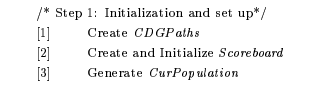 /* Step 1: Initialization and set up*/
[1] Create CDGPaths
[2] Create and Initialize Scoreboard
[3] Generate CurPopulation